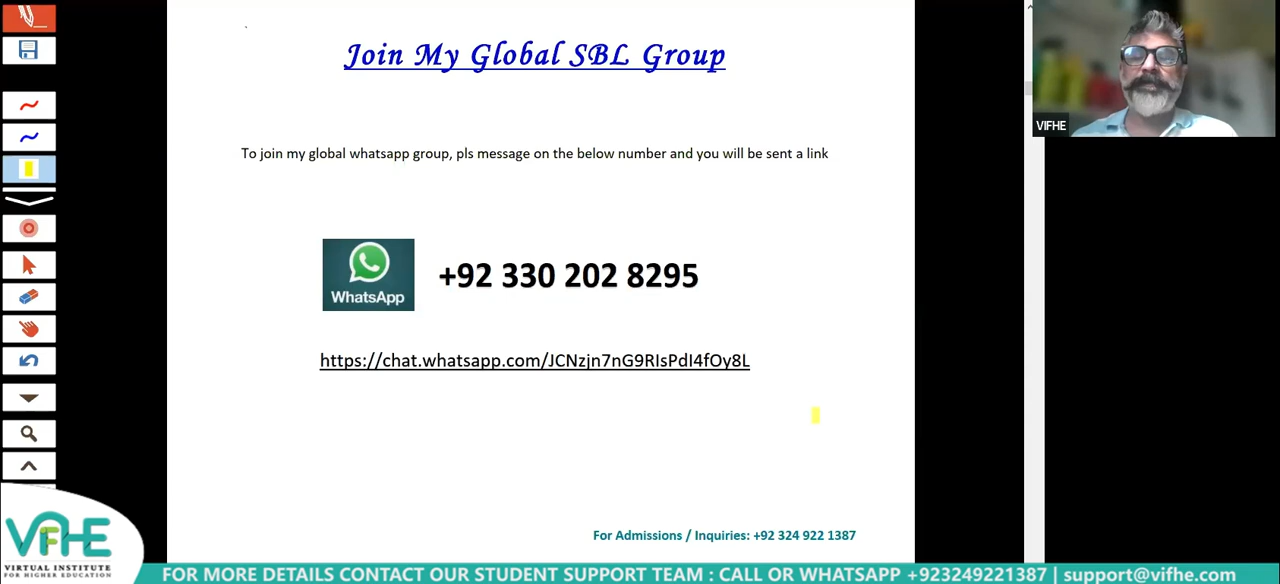 Join My Global SBL Group
To join my global whatsapp group, pls message on the below number and you will be sent a link
WhatsApp
+92 330 202 8295
https://chat.whatsapp.com/JCNzjn7nG9RIsPdI4fOy8L
For Admissions / Inquiries: +92 324 922 1387
VIFHE
VIFHE
VIRTUAL INSTITUTE
FOR HIGHER EDUCATION
FOR MORE DETAILS CONTACT OUR STUDENT SUPPORT TEAM : CALL OR WHATSAPP +923249221387 | support@vifhe.com